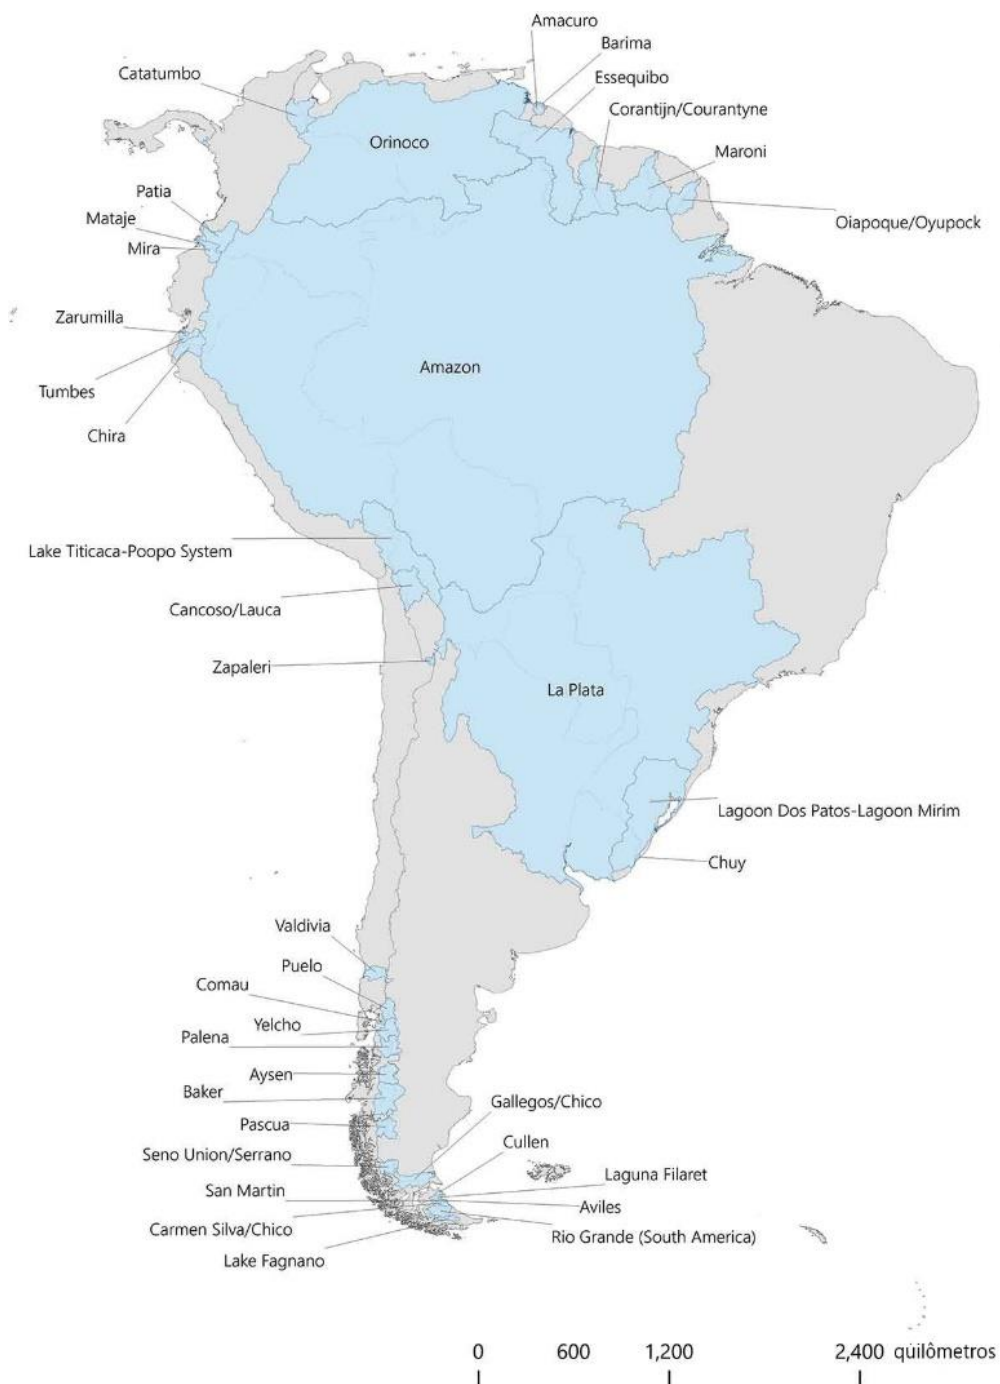 Amacuro
Barima
Catatumbo
Essequibo
Corantijn/Courantyne
Orinoco
Maroni
Patia
Mataje
Oiapoque/Oyupock
Mira
Zarumilla
Amazon
Tumbes
Chira
Lake Titicaca-Poopo System
Cancoso/Lauca
Zapaleri
La Plata
Lagoon Dos Patos-Lagoon Mirim
Chuy
Valdivia
Puelo
Comau
Yelcho
Palena
Aysen
Baker
Gallegos/Chico
Pascua
Cullen
Seno Union/Serrano
Laguna Filaret
San Martin
Aviles
Carmen Silva/Chico
Rio Grande (South America)
Lake Fagnano
0 600 1,200 2,400 quilômetros